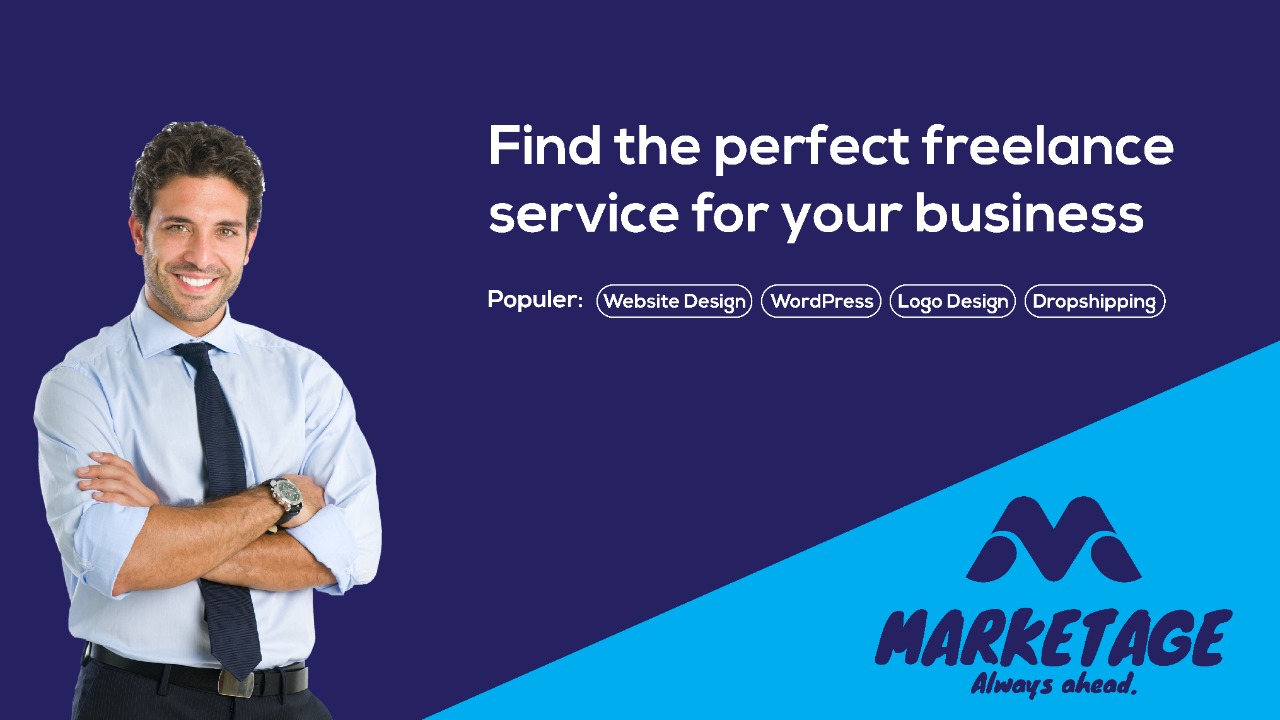 Find the perfect freelance
service for your business
Populer: Website Design WordPress Logo Design Dropshipping
MARKETAGE
Always ahead.